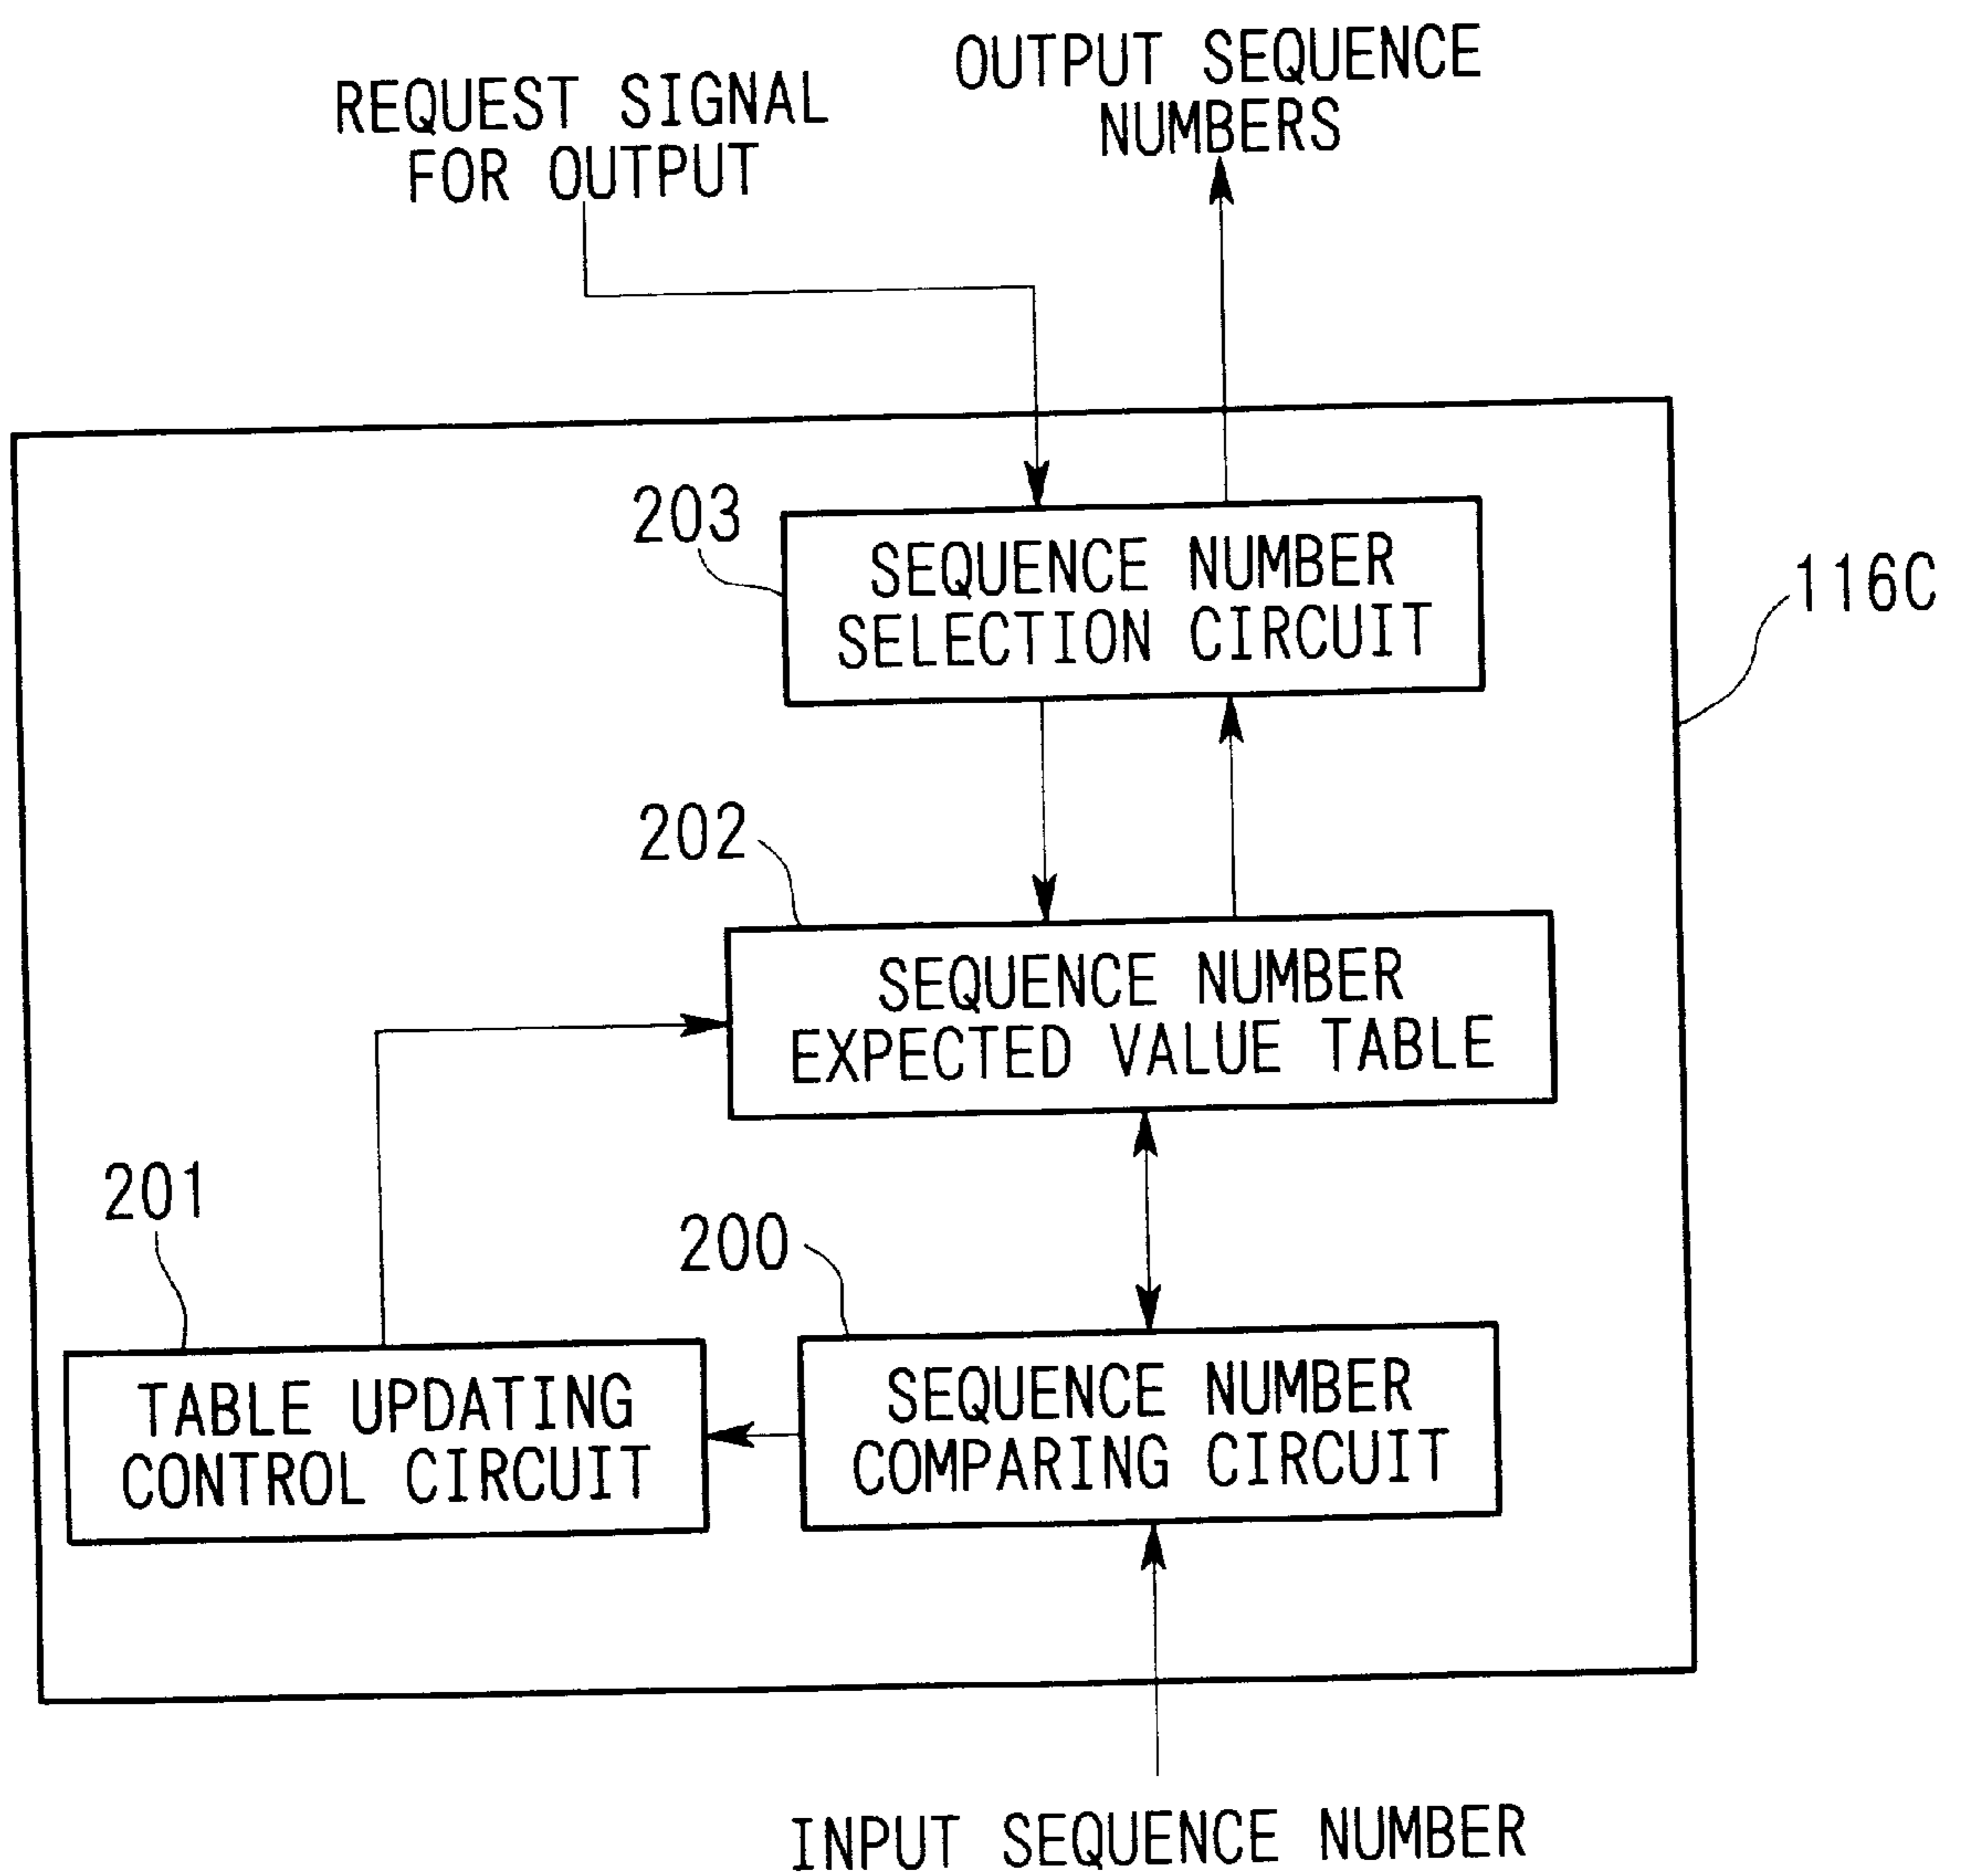 OUTPUT SEQUENCE
NUMBERS
REQUEST SIGNAL
FOR OUTPUT
203
SEQUENCE NUMBER
SELECTION CIRCUIT
116C
202
SEQUENCE NUMBER
EXPECTED VALUE TABLE
201
200
TABLE UPDATING
CONTROL CIRCUIT
SEQUENCE NUMBER
COMPARING CIRCUIT
INPUT SEQUENCE NUMBER